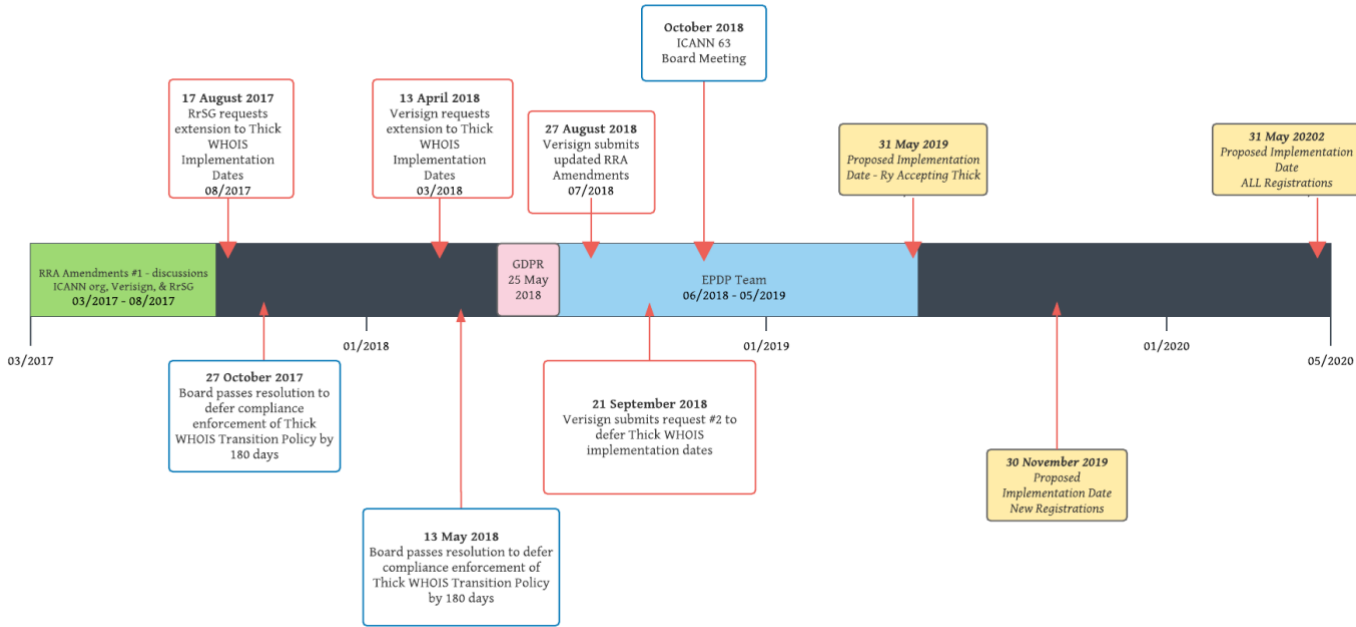 October 2018
ICANN 63
Board Meeting
17 August 2017
RrSG requests
extension to Thick
WHOIS
Implementation
Dates
08/2017
13 April 2018
Verisign requests
extension to Thick
WHOIS
Implementation
Dates
03/2018
27 August 2018
Verisign submits
updated RRA
Amendments
07/2018
31 May 2019
Proposed Implementation
Date - Ry Accepting Thick
31 May 20202
Proposed Implementation
Date
ALL Registrations
RRA Amendments #1 - discussions
ICANN org, Verisign, & RrSG
03/2017 - 08/2017
GDPR
25 May
2018
EPDP Team
06/2018 - 05/2019
03/2017
01/2018
01/2019
01/2020
05/2020
27 October 2017
Board passes resolution to
defer compliance
enforcement of Thick
WHOIS Transition Policy by
180 days
21 September 2018
Verisign submits request #2 to
defer Thick WHOIS
implementation dates
30 November 2019
Proposed
Implementation Date
New Registrations
13 May 2018
Board passes resolution to defer
compliance enforcement of
Thick WHOIS Transition Policy
by 180 days